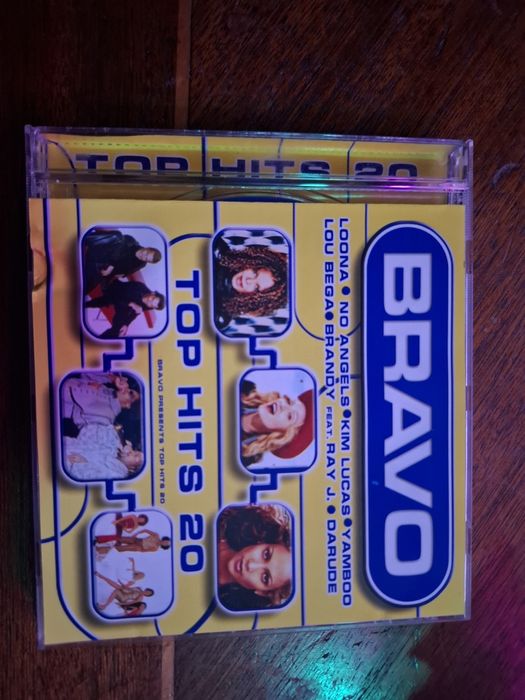 BRAVO
LOONA • NO ANGELS • KIM LUCAS • YAMBOO
LOU BEGA • BRANDY FEAT. RAY J. • DARUDE
TOP HITS 20
BRAVO PRESENTS TOP HITS 20
TOP HITS 20